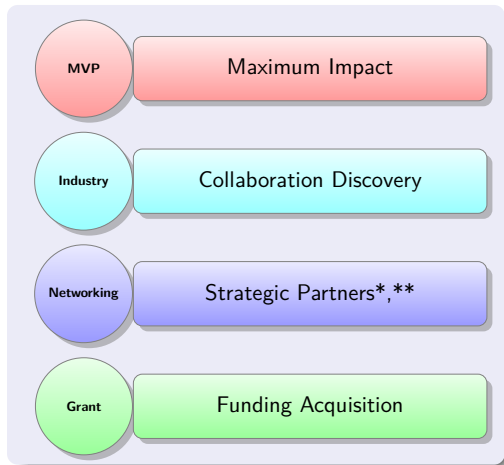 MVP
Maximum Impact
Industry
Collaboration Discovery
Networking
Strategic Partners*,**
Grant
Funding Acquisition